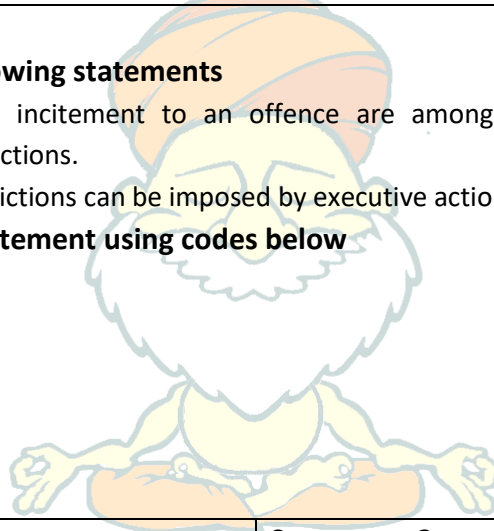 owing statements
incitement to an offence are among
ctions.
ictions can be imposed by executive actio
tement using codes below